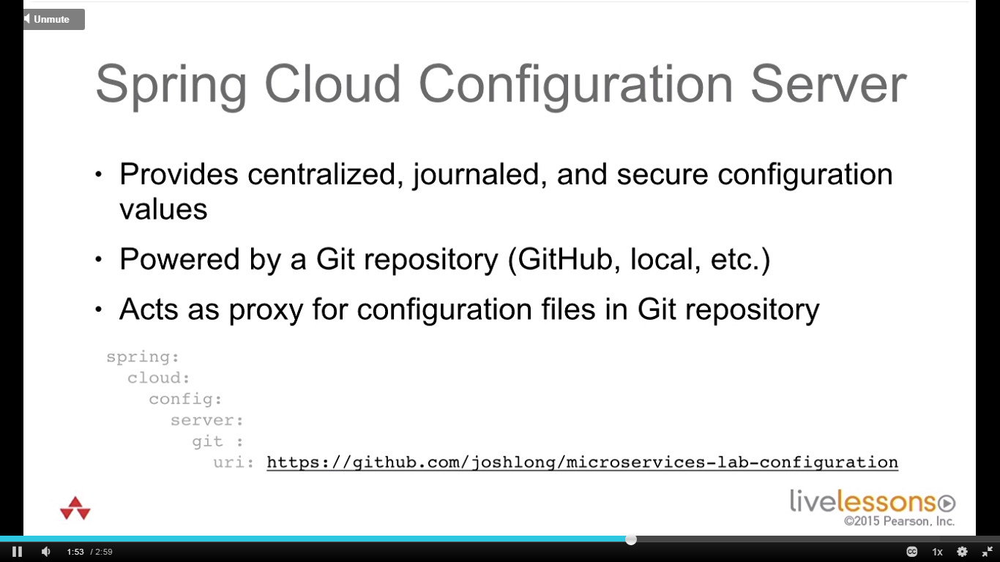 Unmute
Spring Cloud Configuration Server
• Provides centralized, journaled, and secure configuration
values
• Powered by a Git repository (GitHub, local, etc.)
• Acts as proxy for configuration files in Git repository
spring:
  cloud:
    config:
      server:
        git :
          uri: https://github.com/joshlong/microservices-lab-configuration
livelessons
©2015 Pearson, Inc.
1:53 / 2:59
CC 1x